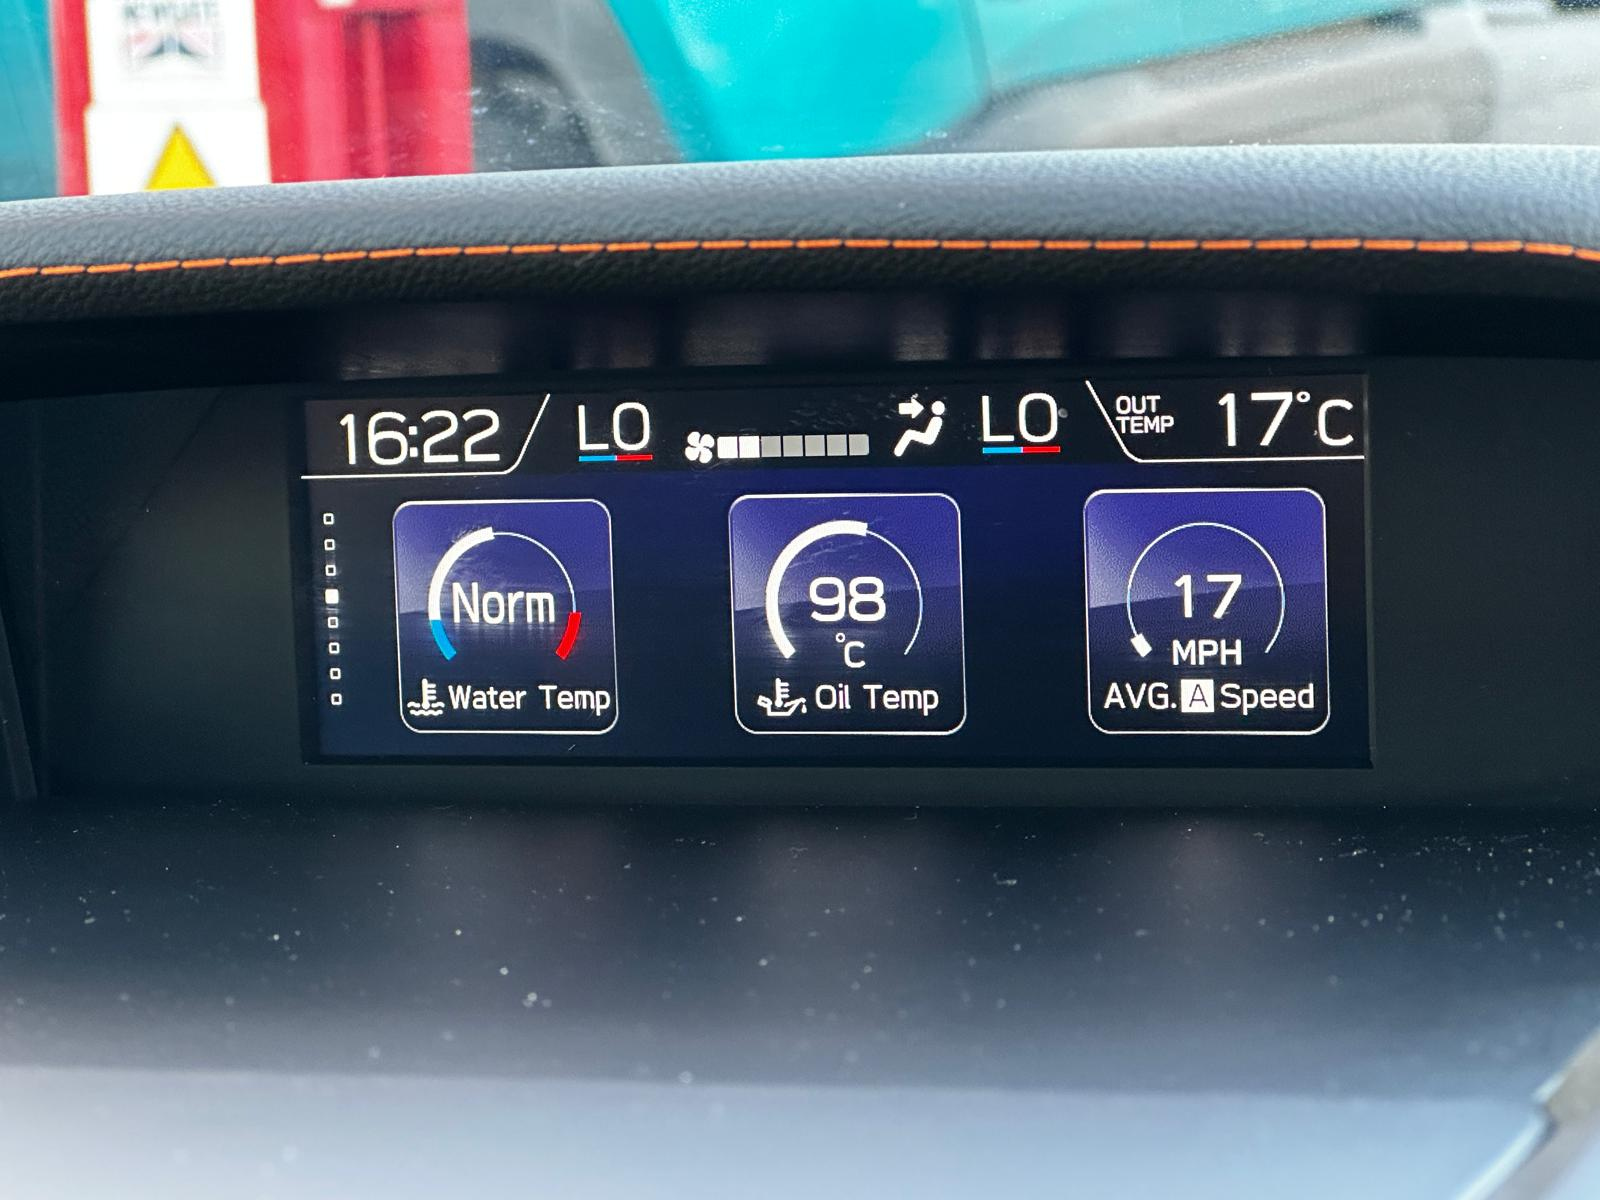 16:22
LO
LO
OUT
TEMP
17°C
Norm
Water Temp
98
°C
Oil Temp
17
MPH
AVG. A Speed